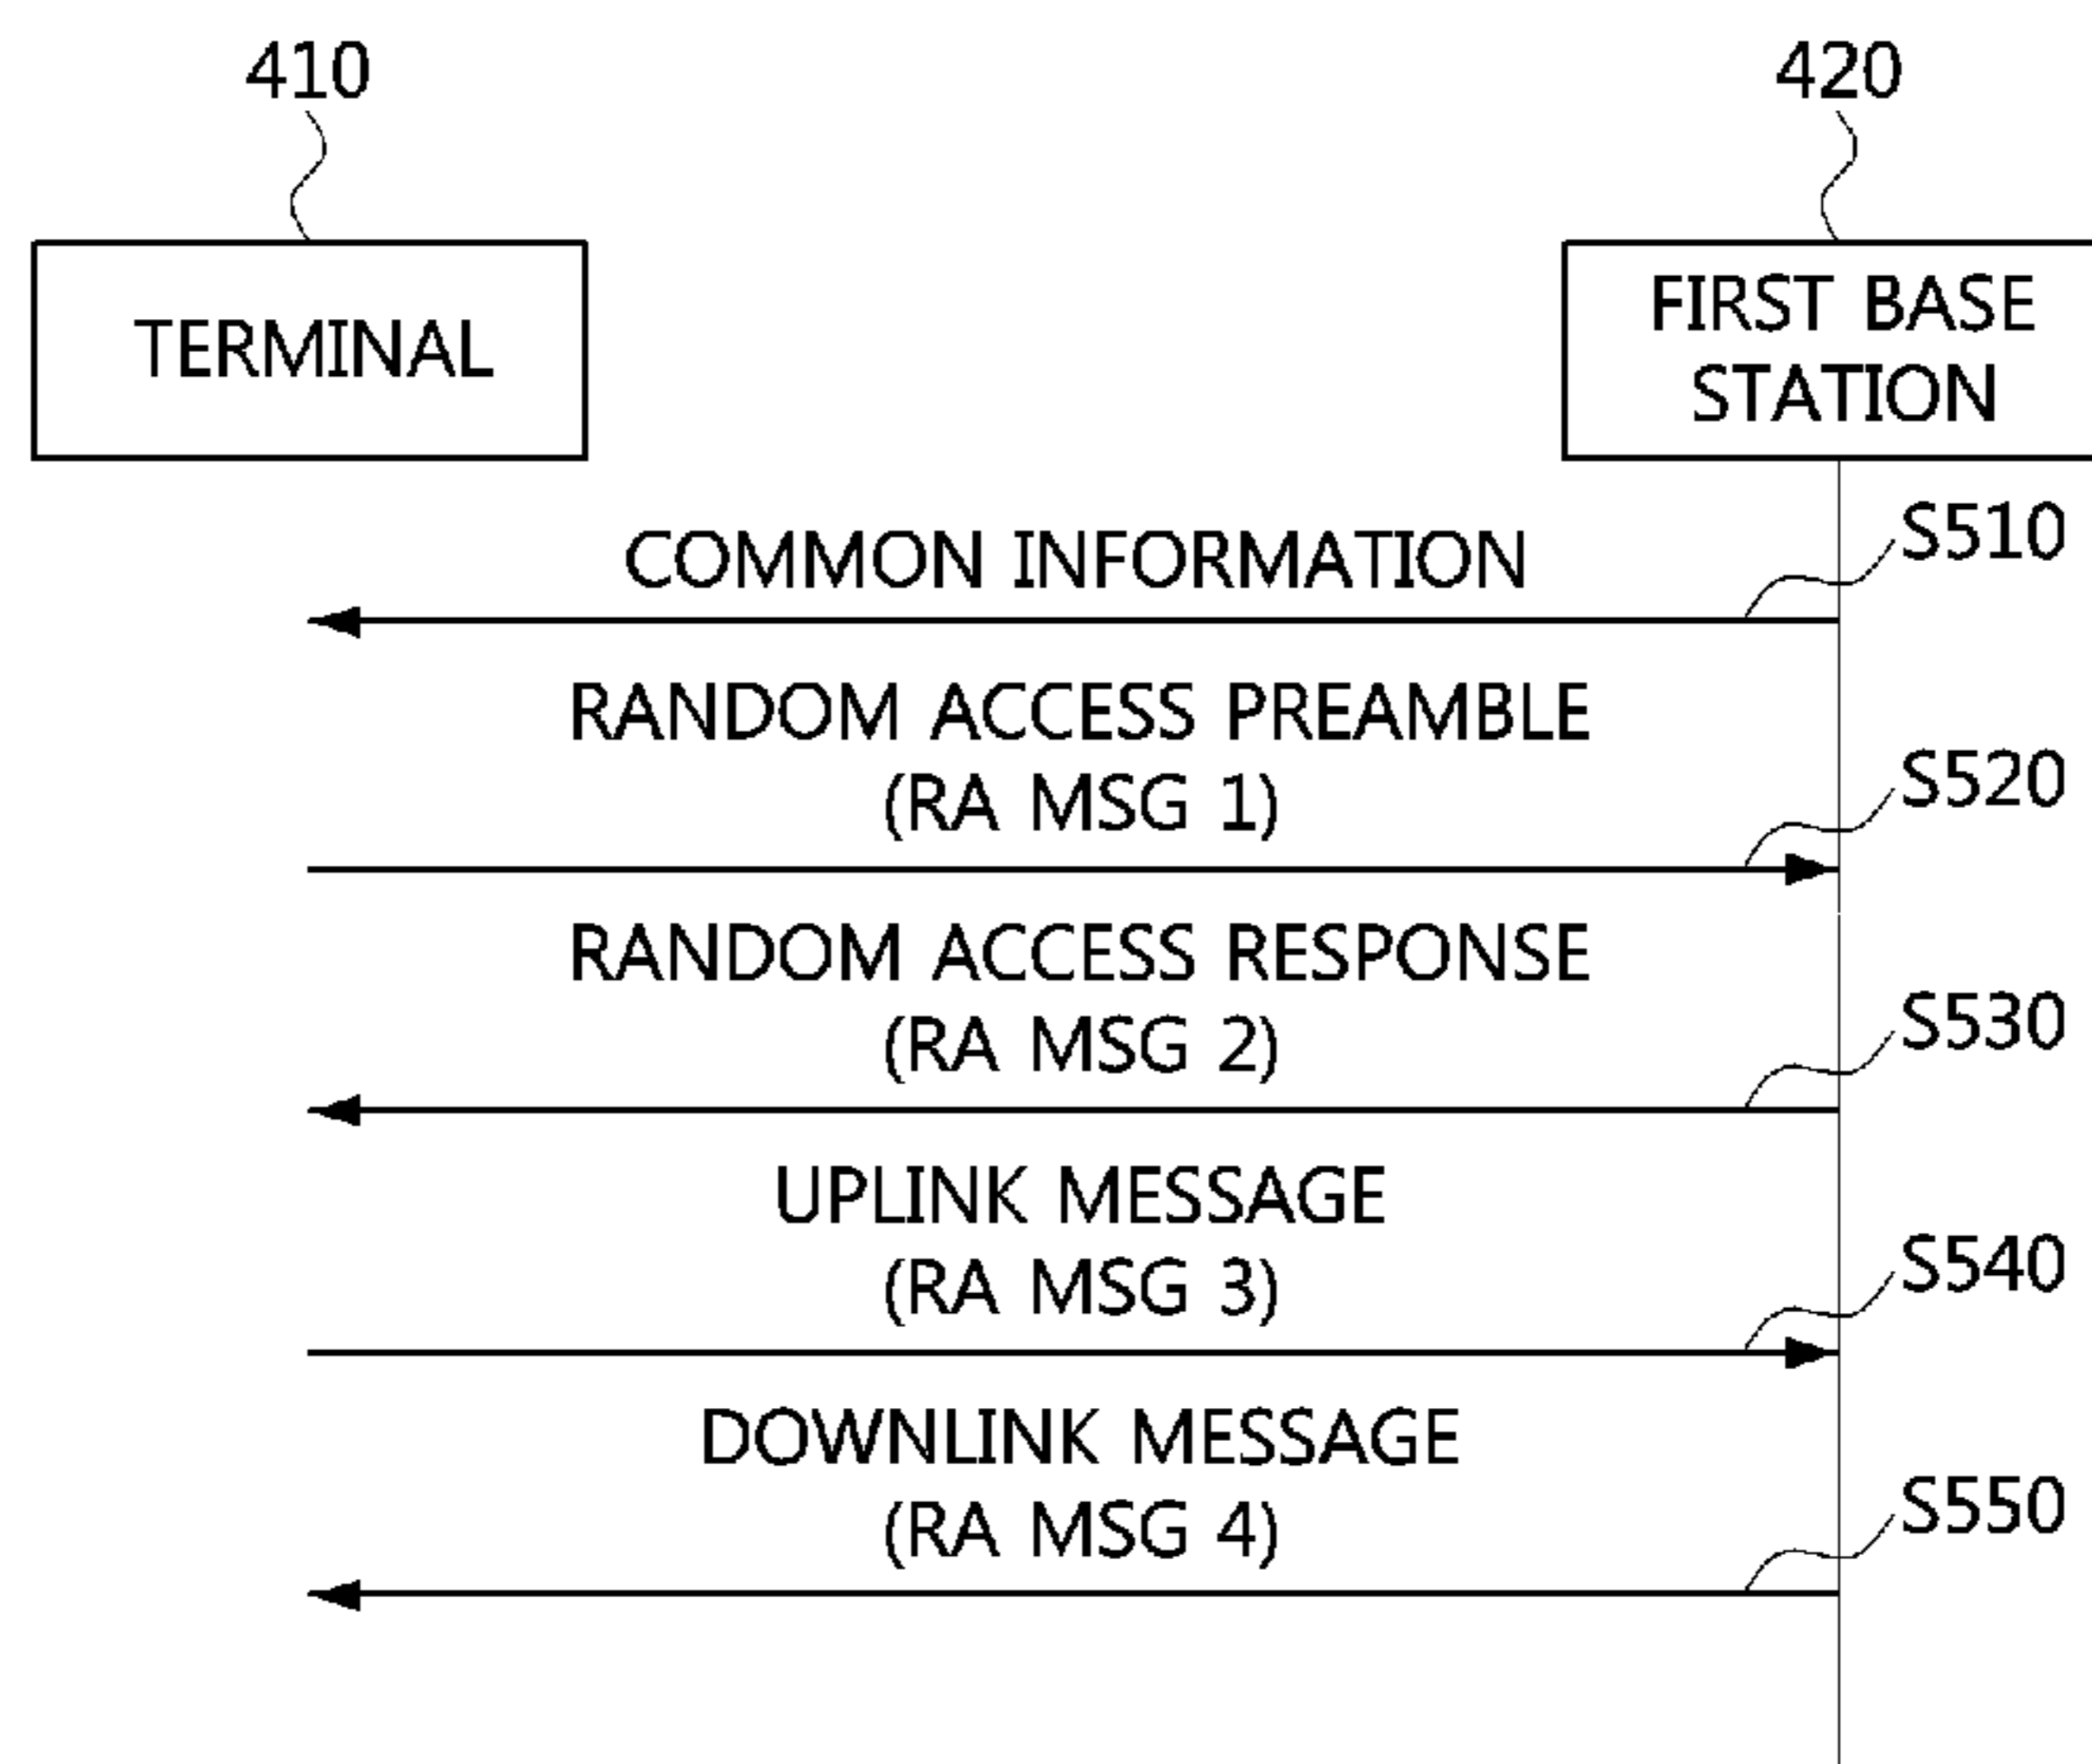 410
420
TERMINAL
FIRST BASE
STATION
COMMON INFORMATION
S510
RANDOM ACCESS PREAMBLE
(RA MSG 1)
S520
RANDOM ACCESS RESPONSE
(RA MSG 2)
S530
UPLINK MESSAGE
(RA MSG 3)
S540
DOWNLINK MESSAGE
(RA MSG 4)
S550